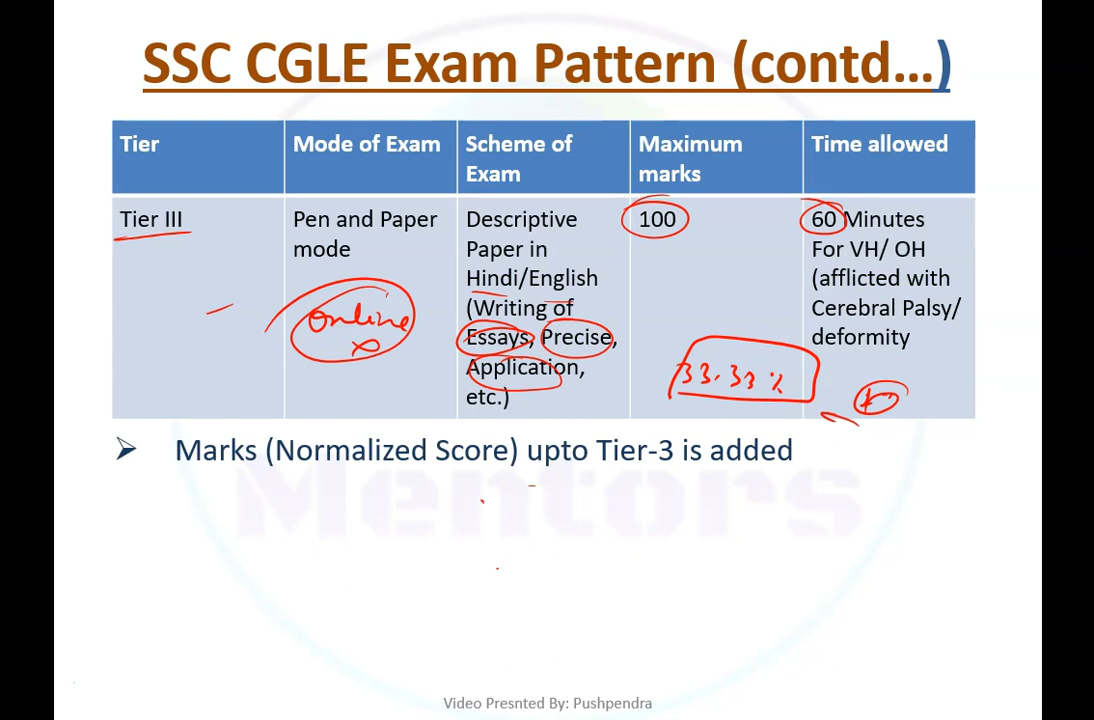 SSC CGLE Exam Pattern (contd...)
Tier
Mode of Exam
Scheme of
Exam
Maximum
marks
Time allowed
Tier III
Pen and Paper
mode
online
Descriptive
Paper in
Hindi/English
(Writing of
Essays, Precise,
Application,
etc.)
100
33.33%
60 Minutes
For VH/ OH
(afflicted with
Cerebral Palsy/
deformity
➢ Marks (Normalized Score) upto Tier-3 is added
Mentors
Video Presnted By: Pushpendra